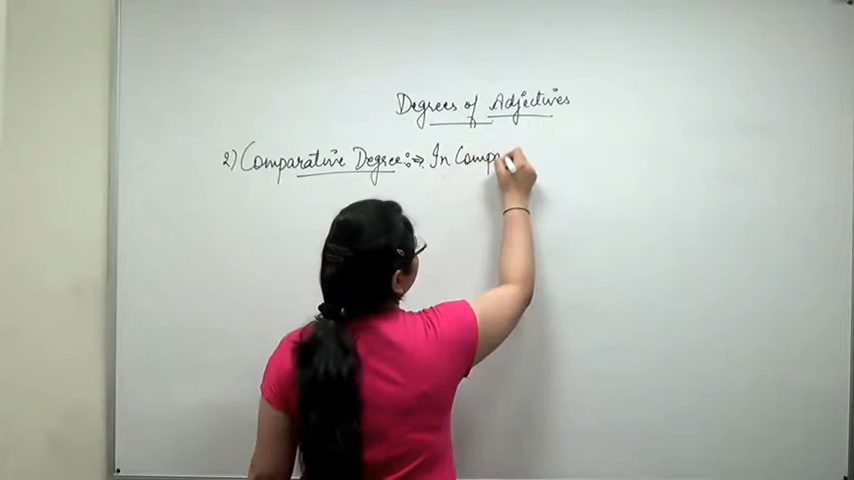 Degrees of Adjectives
2) Comparative Degree :→ In Comp